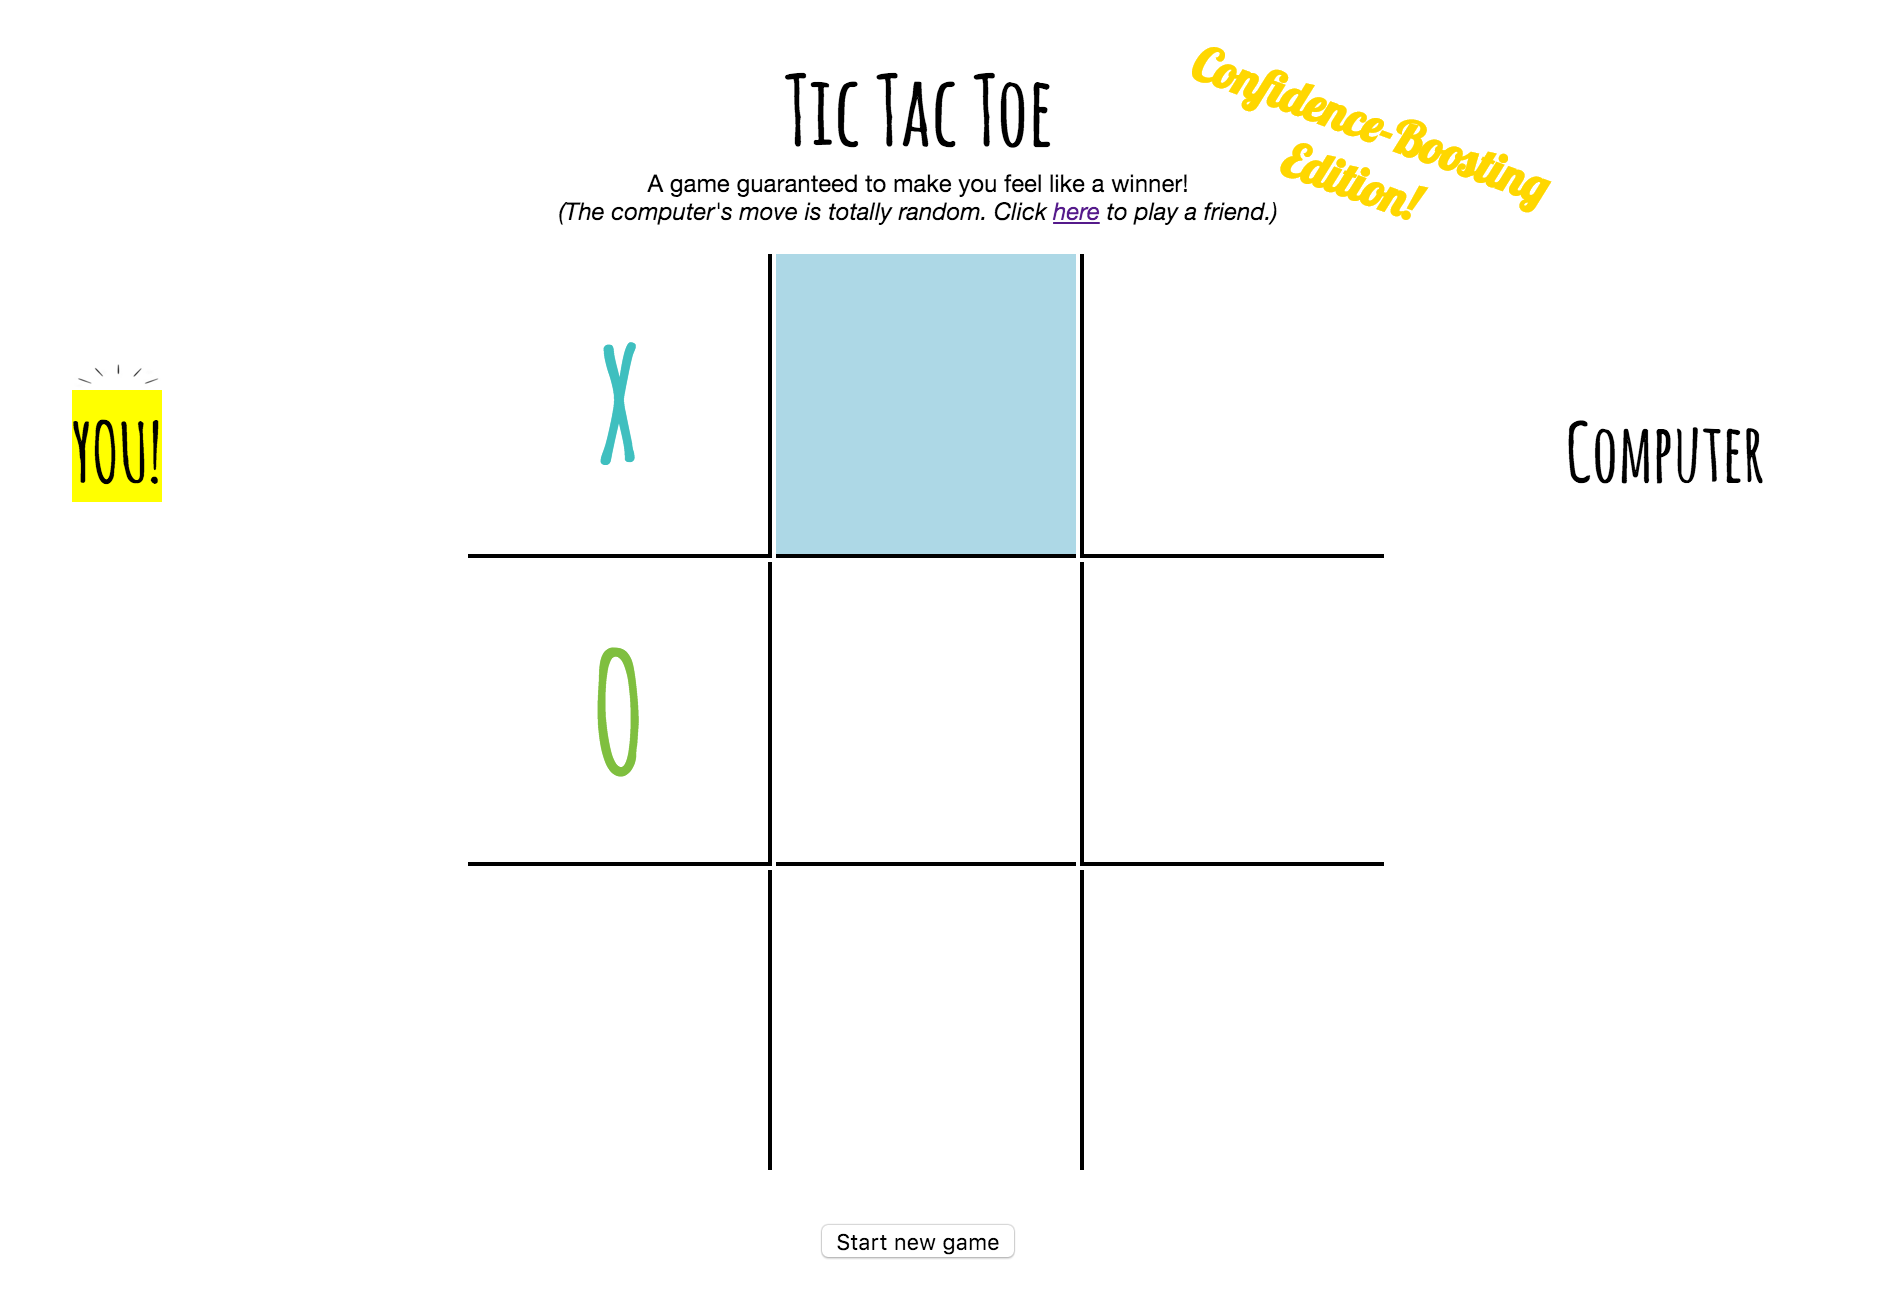 Tic Tac Toe
Confidence-Boosting
Edition!
A game guaranteed to make you feel like a winner!
(The computer's move is totally random. Click here to play a friend.)
X
YOU!
Computer
O
Start new game